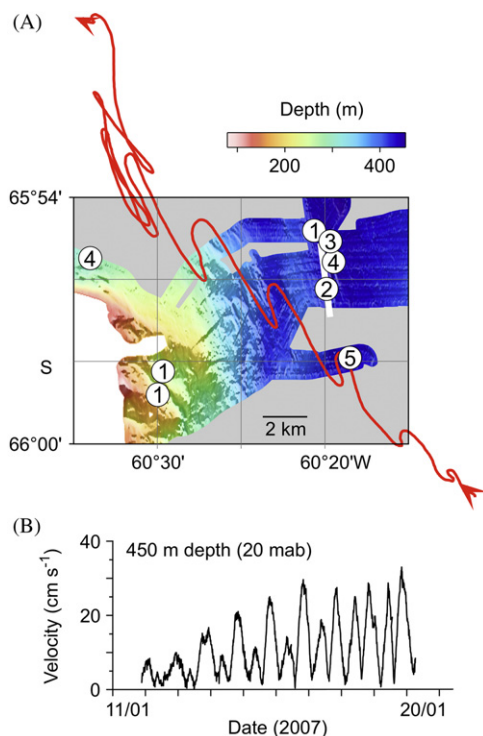 (A)
Depth (m)
200 400
65°54'
1
3
4
4
2
5
S
1
1
2 km
66°00'
60°30' 60°20'W
(B)
40
450 m depth (20 mab)
Velocity (cm s⁻¹)
20
0
11/01 20/01
Date (2007)